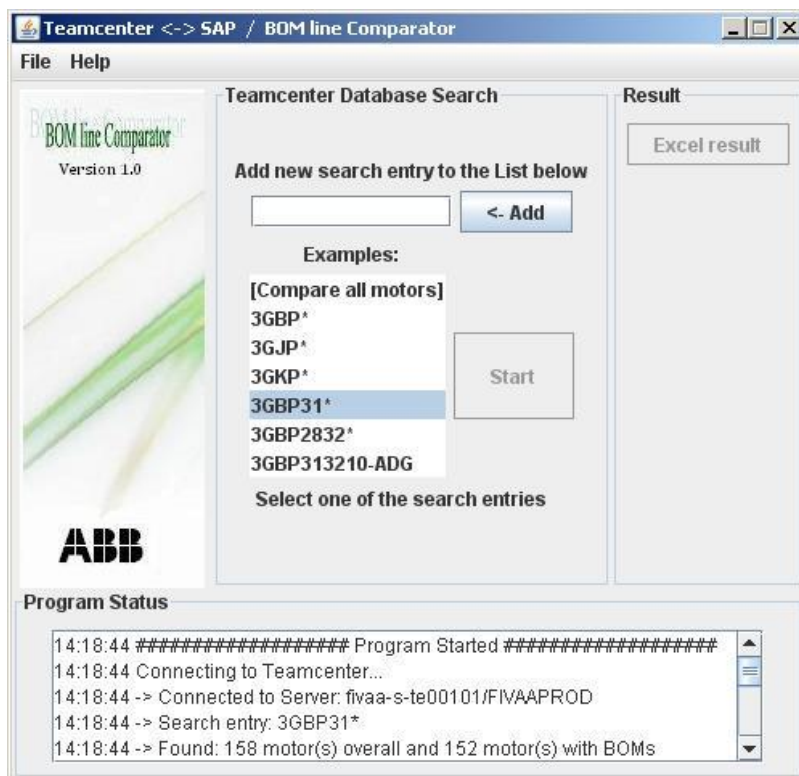 Teamcenter <-> SAP / BOM line Comparator
File Help
BOM line Comparator
Version 1.0
ABB
Teamcenter Database Search
Add new search entry to the List below
<- Add
Examples:
[Compare all motors]
3GBP*
3GJP*
3GKP*
3GBP31*
3GBP2832*
3GBP313210-ADG
Start
Select one of the search entries
Result
Excel result
Program Status
14:18:44 ################## Program Started ##################
14:18:44 Connecting to Teamcenter...
14:18:44 -> Connected to Server: fivaa-s-te00101/FIVAAPROD
14:18:44 -> Search entry: 3GBP31*
14:18:44 -> Found: 158 motor(s) overall and 152 motor(s) with BOMs